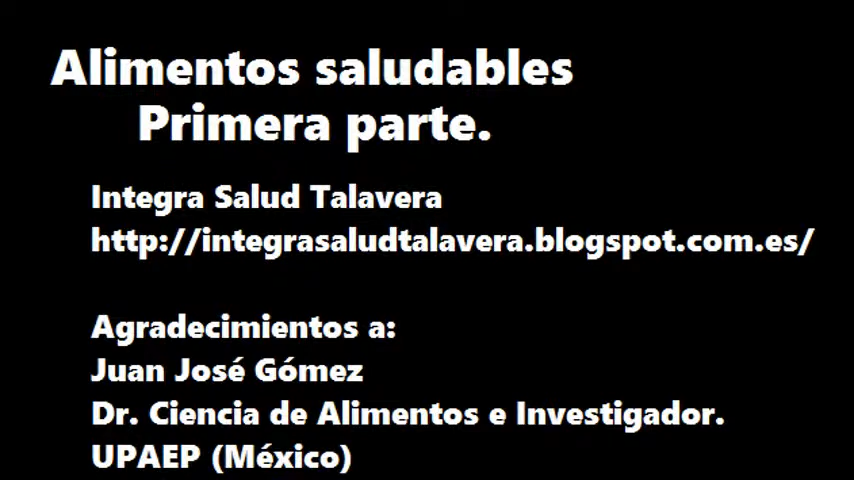 Alimentos saludables
Primera parte.
Integra Salud Talavera
http://integrasaludtalavera.blogspot.com.es/
Agradecimientos a:
Juan José Gómez
Dr. Ciencia de Alimentos e Investigador.
UPAEP (México)